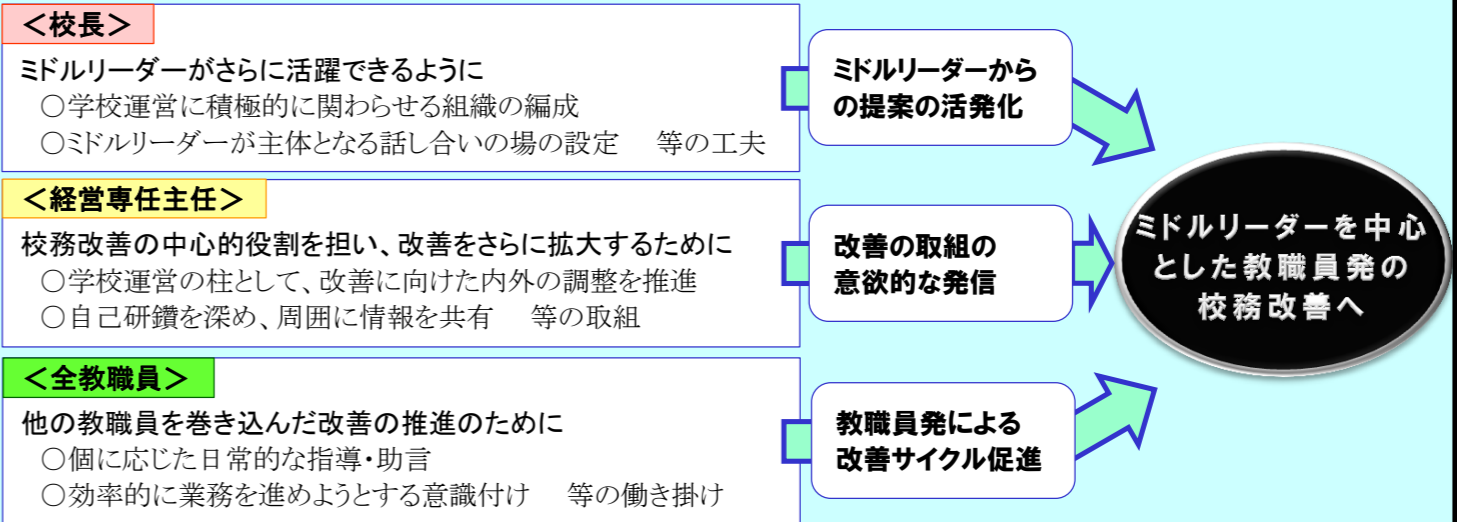 ＜校長＞
ミドルリーダーがさらに活躍できるように
○学校運営に積極的に関わらせる組織の編成
○ミドルリーダーが主体となる話し合いの場の設定　等の工夫
ミドルリーダーから
の提案の活発化
＜経営専任主任＞
校務改善の中心的役割を担い、改善をさらに拡大するために
○学校運営の柱として、改善に向けた内外の調整を推進
○自己研鑽を深め、周囲に情報を共有　等の取組
改善の取組の
意欲的な発信
＜全教職員＞
他の教職員を巻き込んだ改善の推進のために
○個に応じた日常的な指導・助言
○効率的に業務を進めようとする意識付け　等の働き掛け
教職員発による
改善サイクル促進
ミドルリーダーを中心
とした教職員発の
校務改善へ